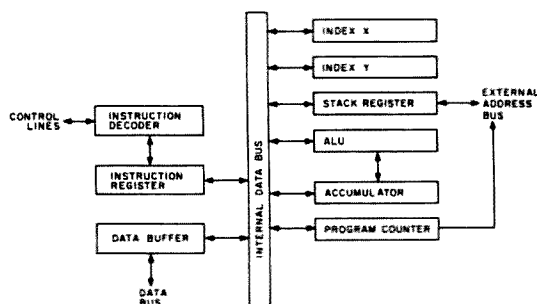 CONTROL
LINES
INSTRUCTION
DECODER
INSTRUCTION
REGISTER
DATA BUFFER
DATA
BUS
INTERNAL DATA BUS
INDEX X
INDEX Y
STACK REGISTER
ALU
ACCUMULATOR
PROGRAM COUNTER
EXTERNAL
ADDRESS
BUS